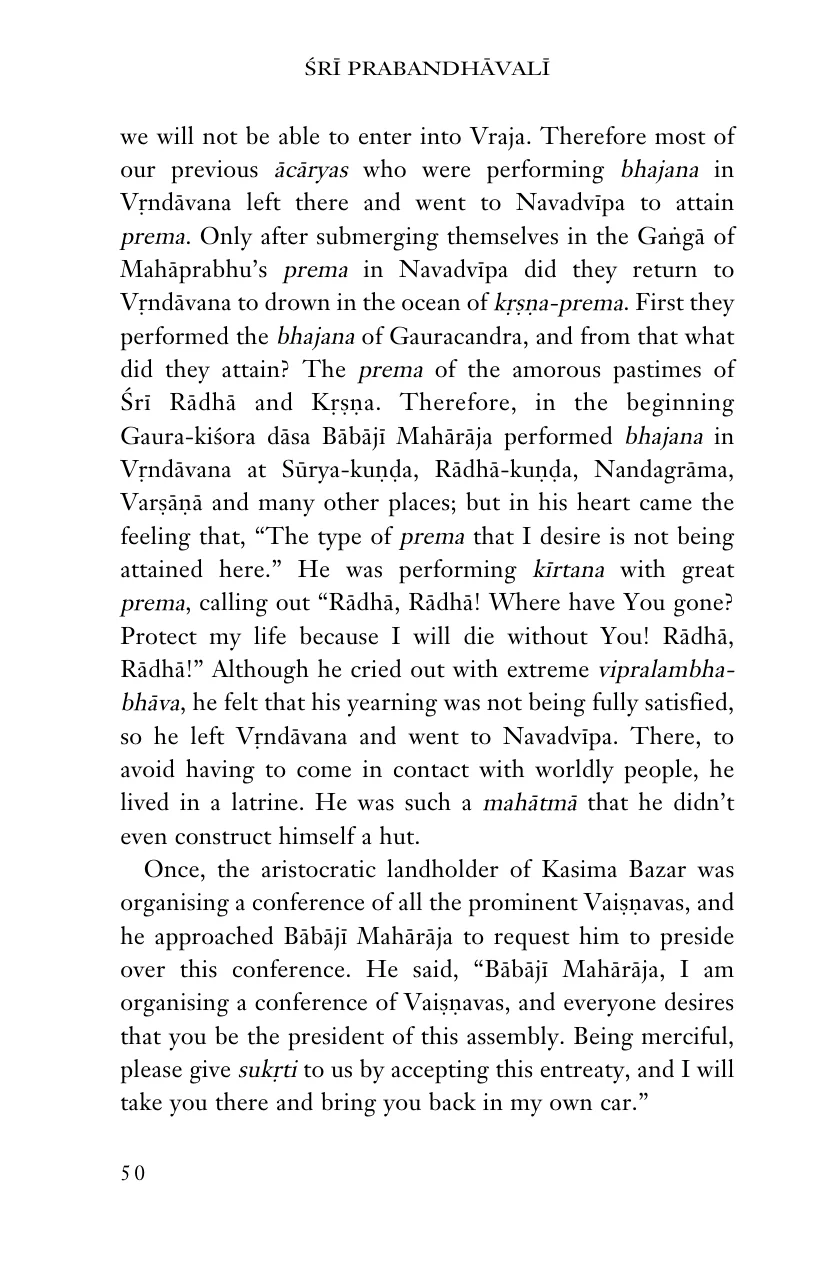 ŚRĪ PRABANDHĀVALĪ
we will not be able to enter into Vraja. Therefore most of
our previous ācāryas who were performing bhajana in
Vṛndāvana left there and went to Navadvīpa to attain
prema. Only after submerging themselves in the Gaṅgā of
Mahāprabhu’s prema in Navadvīpa did they return to
Vṛndāvana to drown in the ocean of kṛṣṇa-prema. First they
performed the bhajana of Gauracandra, and from that what
did they attain? The prema of the amorous pastimes of
Śrī Rādhā and Kṛṣṇa. Therefore, in the beginning
Gaura-kiśora dāsa Bābājī Mahārāja performed bhajana in
Vṛndāvana at Sūrya-kuṇḍa, Rādhā-kuṇḍa, Nandagrāma,
Varṣāṇā and many other places; but in his heart came the
feeling that, “The type of prema that I desire is not being
attained here.” He was performing kīrtana with great
prema, calling out “Rādhā, Rādhā! Where have You gone?
Protect my life because I will die without You! Rādhā,
Rādhā!” Although he cried out with extreme vipralambha-
bhāva, he felt that his yearning was not being fully satisfied,
so he left Vṛndāvana and went to Navadvīpa. There, to
avoid having to come in contact with worldly people, he
lived in a latrine. He was such a mahātmā that he didn’t
even construct himself a hut.
Once, the aristocratic landholder of Kasima Bazar was
organising a conference of all the prominent Vaiṣṇavas, and
he approached Bābājī Mahārāja to request him to preside
over this conference. He said, “Bābājī Mahārāja, I am
organising a conference of Vaiṣṇavas, and everyone desires
that you be the president of this assembly. Being merciful,
please give sukṛti to us by accepting this entreaty, and I will
take you there and bring you back in my own car.”
50